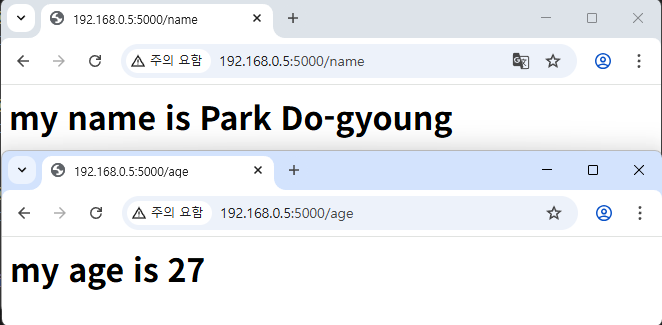 192.168.0.5:5000/name
주의 요함 192.168.0.5:5000/name
my name is Park Do-gyoung
192.168.0.5:5000/age
주의 요함 192.168.0.5:5000/age
my age is 27